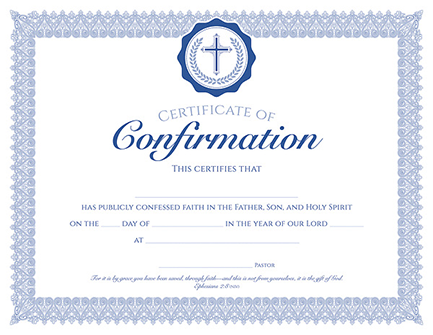 Certificate of
Confirmation
This certifies that
has publicly confessed faith in the Father, Son, and Holy Spirit
on the ____ day of ____________ in the year of our Lord ______
at ______________________
____________________ Pastor
For it is by grace you have been saved, through faith—and this is not from yourselves, it is the gift of God.
Ephesians 2:8 (NIV)